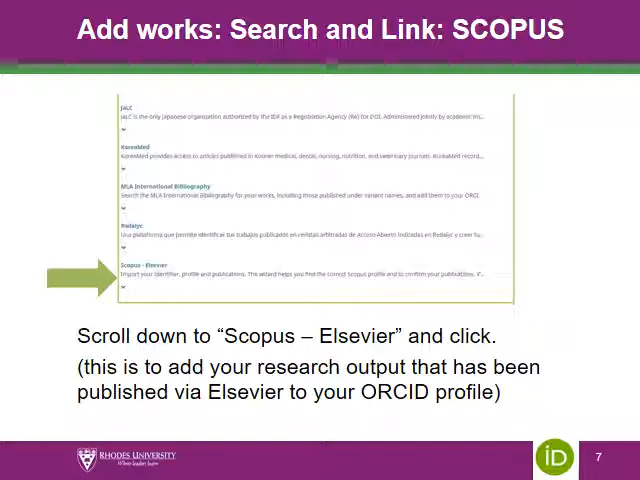 Add works: Search and Link: SCOPUS
JaLC
JaLC is the only Japanese organization authorized by the IDF as a Registration Agency (RA) for DOI. Administered jointly by academic ins...
KoreaMed
KoreaMed provides access to articles published in Korean medical, dental, nursing, nutrition, and veterinary journals. KoreaMed record...
MLA International Bibliography
Search the MLA International Bibliography for your works, including those published under variant names, and add them to your ORCI
Redalyc
Una plataforma que permite identificar tus trabajos publicados en revistas arbitradas de Acceso Abierto indizadas en Redalyc y crear tu...
Scopus - Elsevier
Import your identifier, profile and publications. The wizard helps you find the correct Scopus profile and to confirm your publications. Y...
Scroll down to “Scopus – Elsevier” and click.
(this is to add your research output that has been
published via Elsevier to your ORCID profile)
RHODES UNIVERSITY
Where leaders learn
iD
7